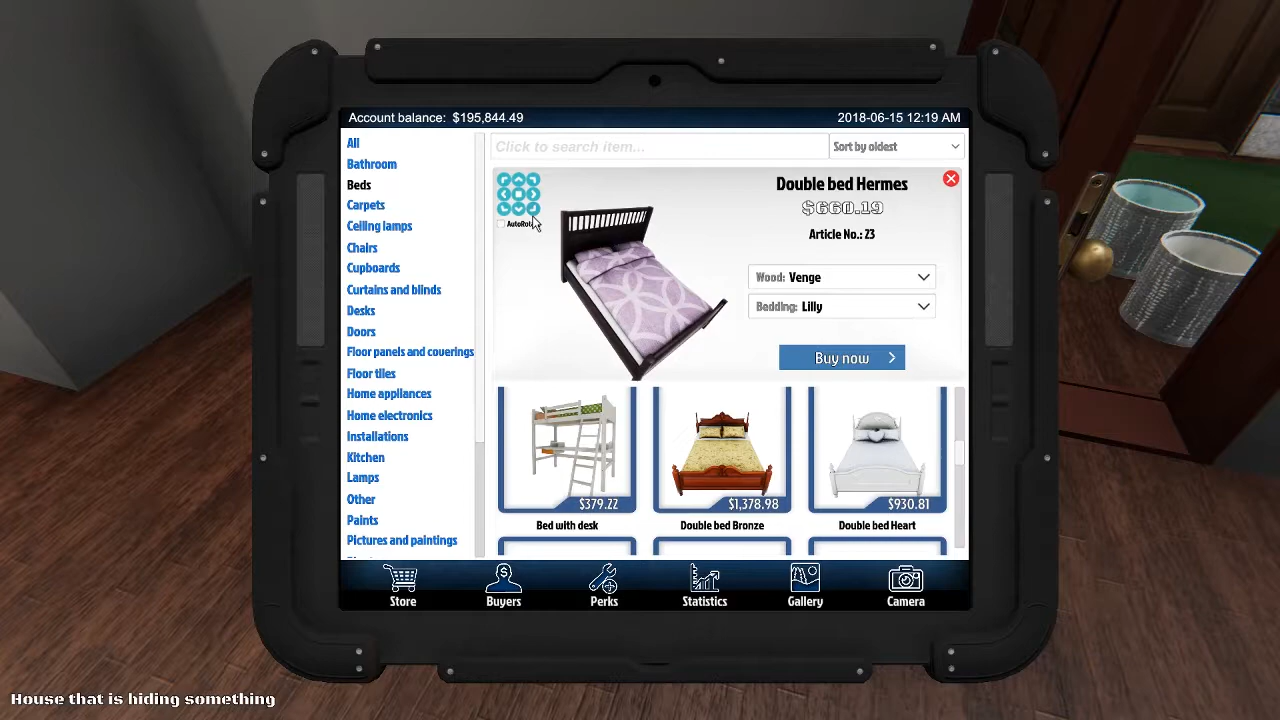 Account balance: $195,844.49
2018-06-15 12:19 AM
All
Bathroom
Beds
Carpets
Ceiling lamps
Chairs
Cupboards
Curtains and blinds
Desks
Doors
Floor panels and coverings
Floor tiles
Home appliances
Home electronics
Installations
Kitchen
Lamps
Other
Paints
Pictures and paintings
Click to search item...
Sort by oldest
Double bed Hermes
$660.19
Article No.: 23
Wood: Venge
Bedding: Lilly
Buy now
$379.22
$1,378.98
$930.81
Bed with desk
Double bed Bronze
Double bed Heart
Store
Buyers
Perks
Statistics
Gallery
Camera
House that is hiding something